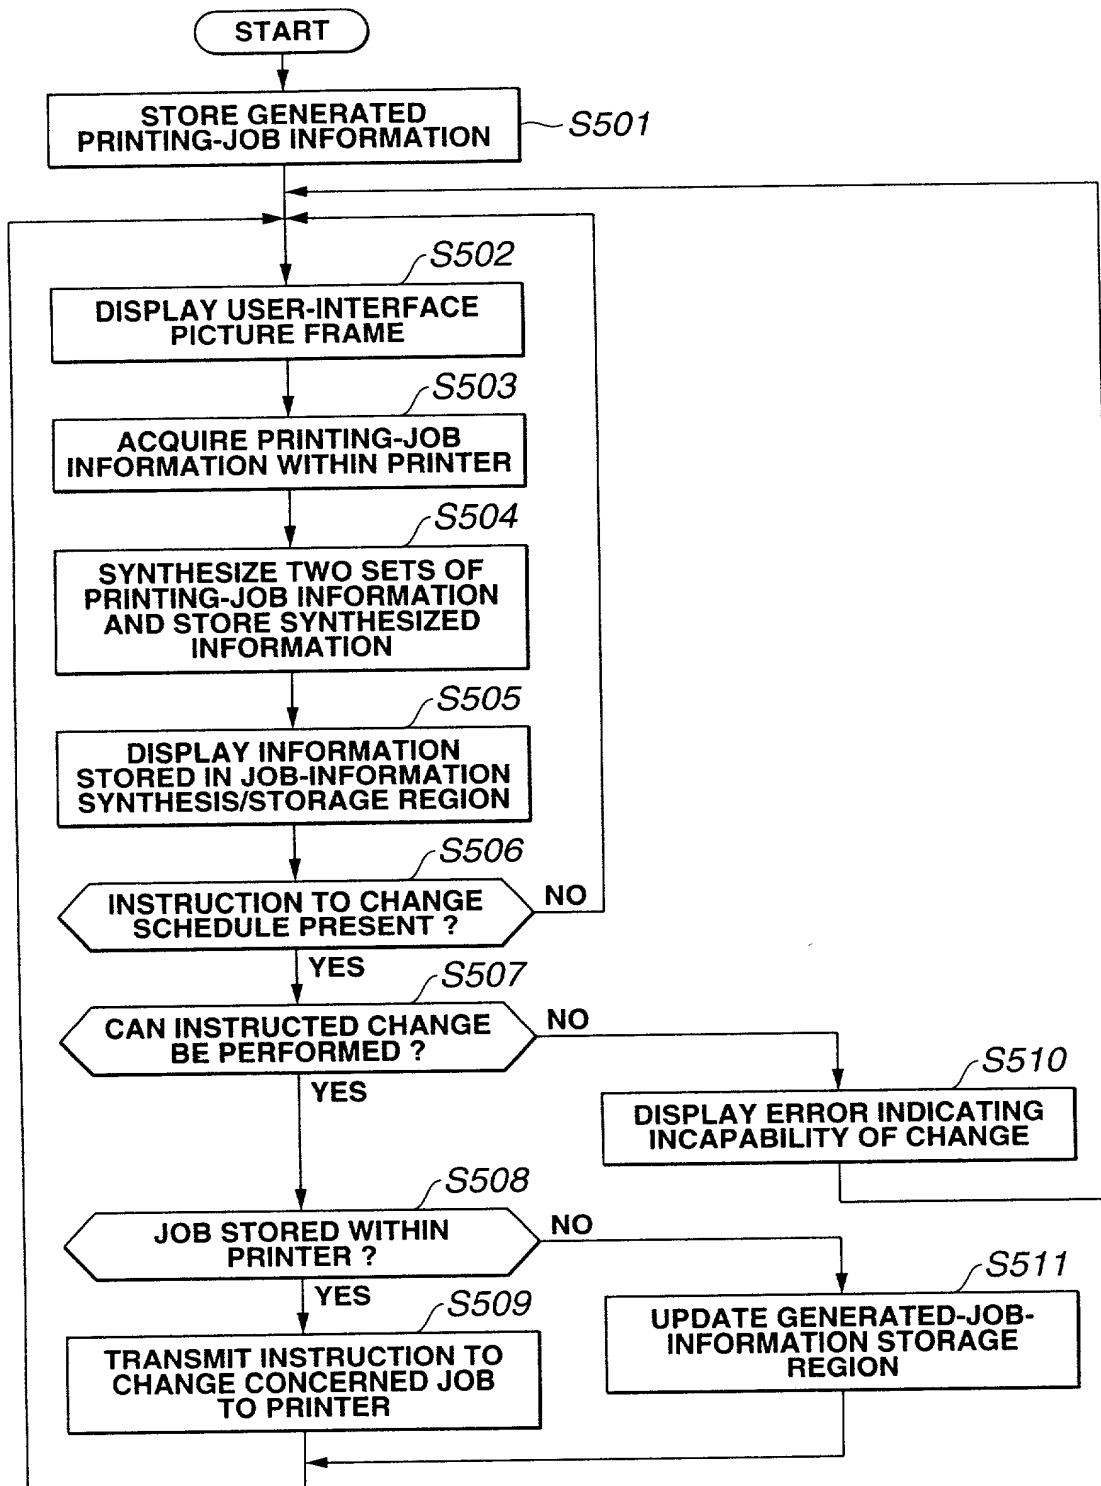 START
STORE GENERATED
PRINTING-JOB INFORMATION
S501
S502
DISPLAY USER-INTERFACE
PICTURE FRAME
S503
ACQUIRE PRINTING-JOB
INFORMATION WITHIN PRINTER
S504
SYNTHESIZE TWO SETS OF
PRINTING-JOB INFORMATION
AND STORE SYNTHESIZED
INFORMATION
S505
DISPLAY INFORMATION
STORED IN JOB-INFORMATION
SYNTHESIS/STORAGE REGION
S506
INSTRUCTION TO CHANGE
SCHEDULE PRESENT ?
NO
YES
S507
CAN INSTRUCTED CHANGE
BE PERFORMED ?
NO
YES
S510
DISPLAY ERROR INDICATING
INCAPABILITY OF CHANGE
S508
JOB STORED WITHIN
PRINTER ?
NO
YES
S511
UPDATE GENERATED-JOB-
INFORMATION STORAGE
REGION
S509
TRANSMIT INSTRUCTION TO
CHANGE CONCERNED JOB
TO PRINTER